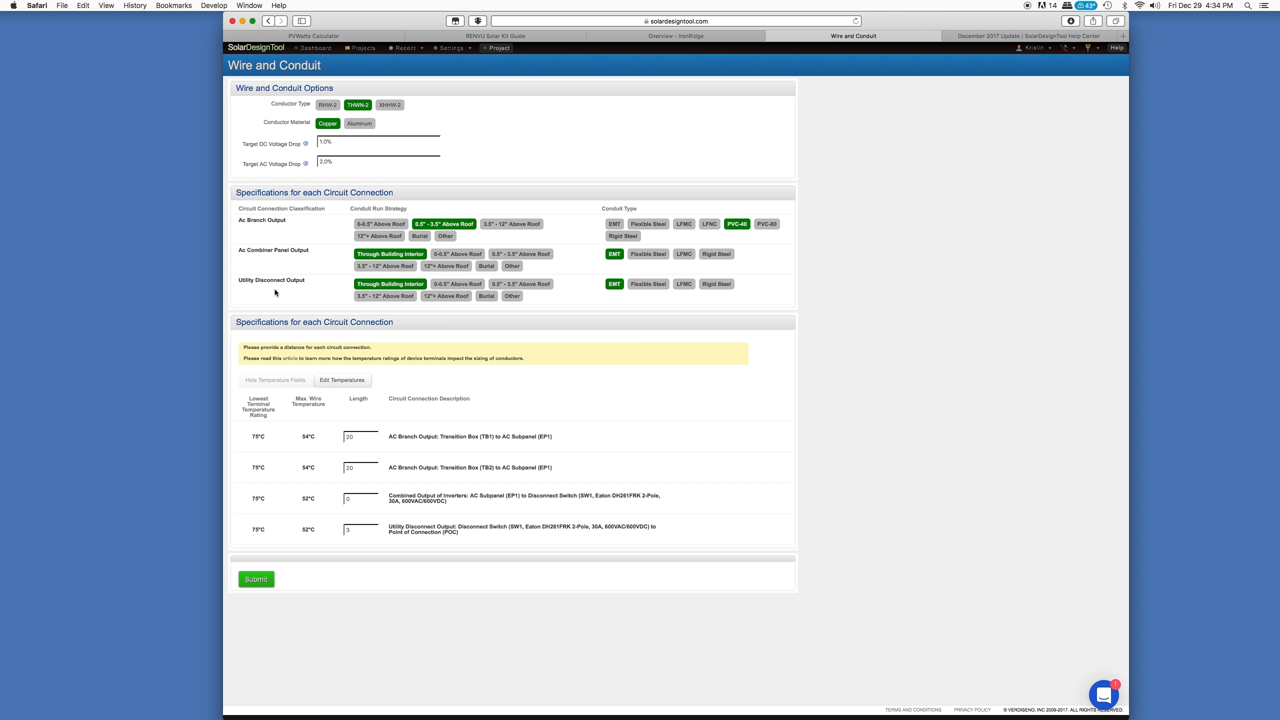 Safari File Edit View History Bookmarks Develop Window Help 14 43° Fri Dec 29 4:34 PM
solardesigntool.com
PVWatts Calculator RENVU Solar Kit Guide Overview - IronRidge Wire and Conduit December 2017 Update | SolarDesignTool Help Center
SolarDesignTool Dashboard Projects Recent Settings + Project Kristin Help
Wire and Conduit
Wire and Conduit Options
Conductor Type RHW-2 THWN-2 XHHW-2
Conductor Material Copper Aluminum
Target DC Voltage Drop 1.0%
Target AC Voltage Drop 2.0%
Specifications for each Circuit Connection
Circuit Connection Classification Conduit Run Strategy Conduit Type
Ac Branch Output 0-0.5" Above Roof 0.5" - 3.5" Above Roof 3.5" - 12" Above Roof EMT Flexible Steel LFMC LFNC PVC-40 PVC-80
12"+ Above Roof Burial Other Rigid Steel
Ac Combiner Panel Output Through Building Interior 0-0.5" Above Roof 0.5" - 3.5" Above Roof EMT Flexible Steel LFMC Rigid Steel
3.5" - 12" Above Roof 12"+ Above Roof Burial Other
Utility Disconnect Output Through Building Interior 0-0.5" Above Roof 0.5" - 3.5" Above Roof EMT Flexible Steel LFMC Rigid Steel
3.5" - 12" Above Roof 12"+ Above Roof Burial Other
Specifications for each Circuit Connection
Please provide a distance for each circuit connection.
Please read this article to learn more how the temperature ratings of device terminals impact the sizing of conductors.
Hide Temperature Fields Edit Temperatures
Lowest Max. Wire Length Circuit Connection Description
Terminal Temperature
Temperature
Rating
75°C 54°C 20 AC Branch Output: Transition Box (TB1) to AC Subpanel (EP1)
75°C 54°C 20 AC Branch Output: Transition Box (TB2) to AC Subpanel (EP1)
75°C 52°C 0 Combined Output of Inverters: AC Subpanel (EP1) to Disconnect Switch (SW1, Eaton DH261FRK 2-Pole,
30A, 600VAC/600VDC)
75°C 52°C 3 Utility Disconnect Output: Disconnect Switch (SW1, Eaton DH261FRK 2-Pole, 30A, 600VAC/600VDC) to
Point of Connection (POC)
Submit
1
TERMS AND CONDITIONS PRIVACY POLICY © VERDISENO, INC 2009-2017. ALL RIGHTS RESERVED.